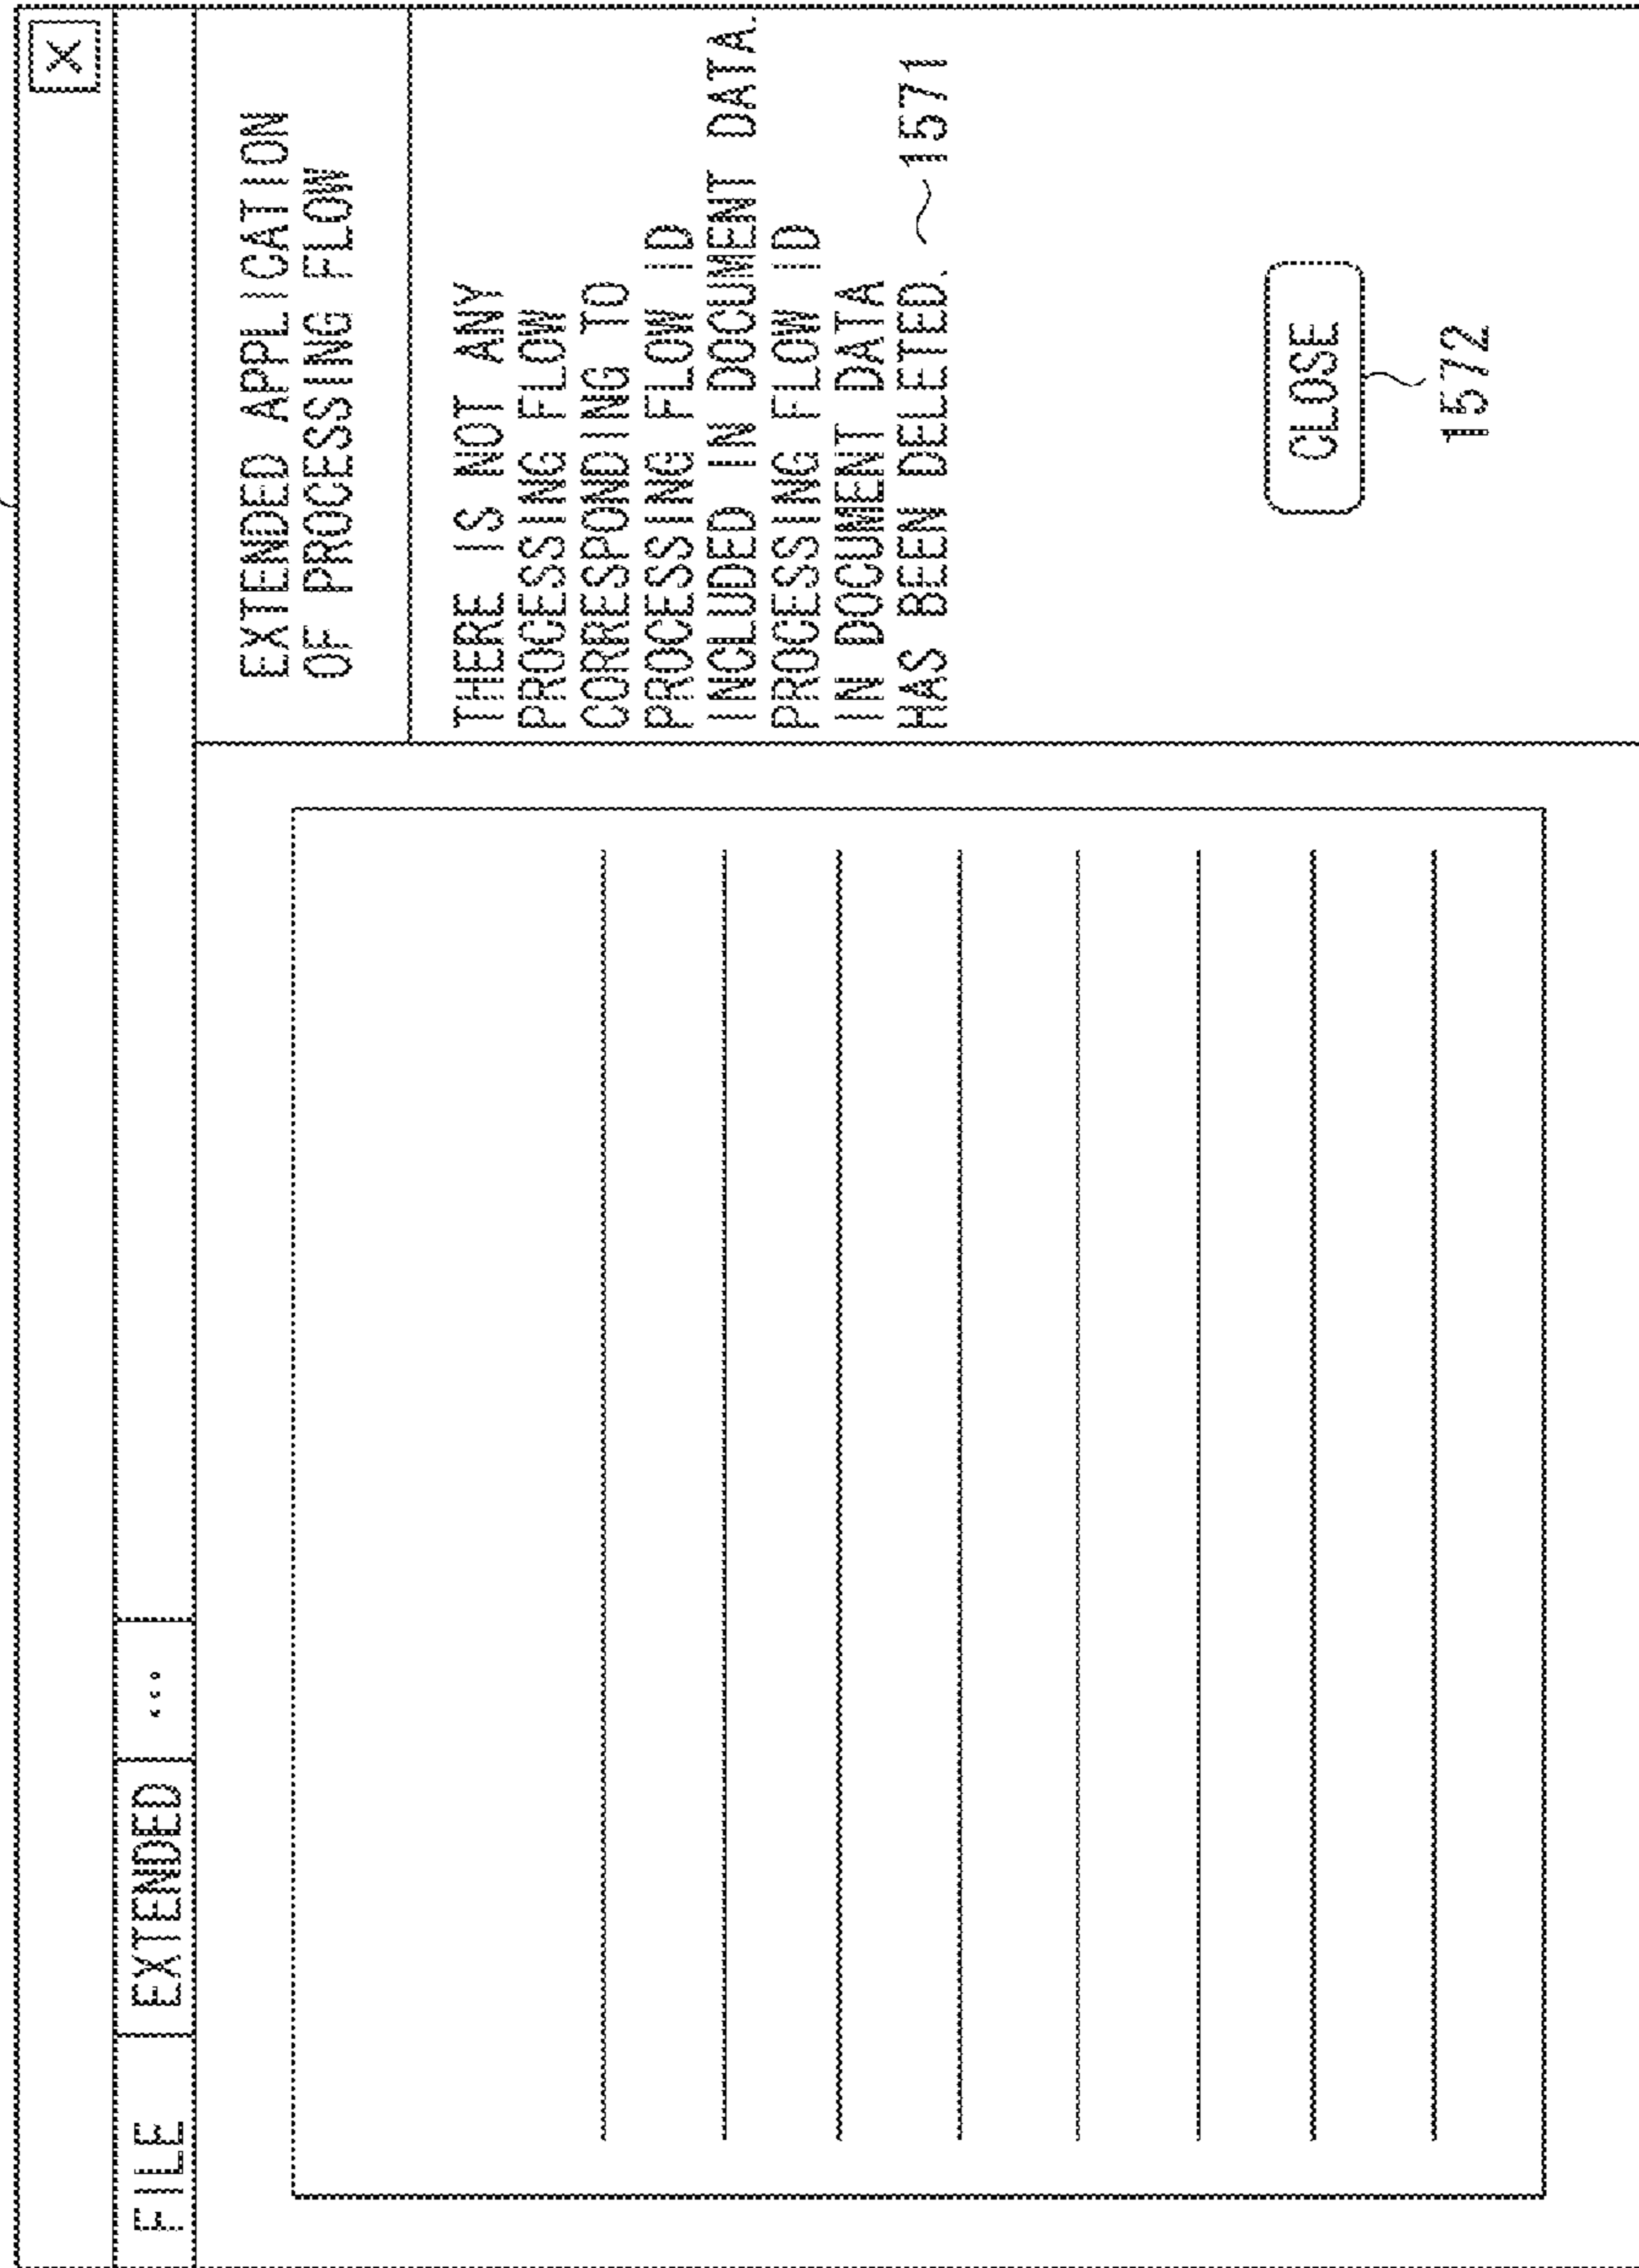 ×
FILE EXTENDED ...
EXTENDED APPLICATION
OF PROCESSING FLOW
THERE IS NOT ANY
PROCESSING FLOW
CORRESPONDING TO
PROCESSING FLOW ID
INCLUDED IN DOCUMENT DATA.
PROCESSING FLOW ID
IN DOCUMENT DATA
HAS BEEN DELETED. ~1571
CLOSE
1572